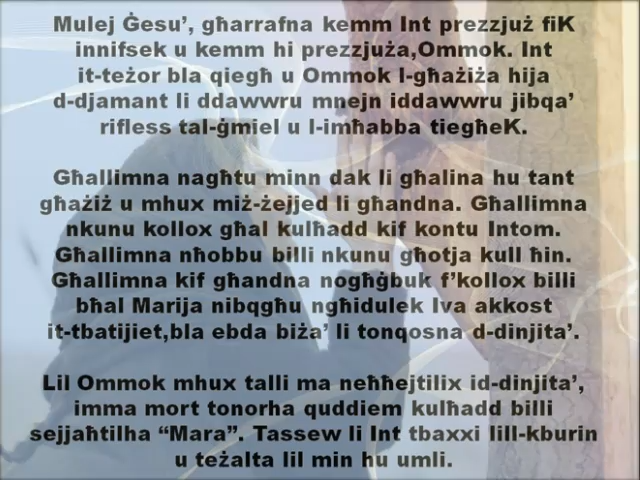 Mulej Ġesu’, għarrafna kemm Int prezzjuż fiK
innifsek u kemm hi prezzjuża,Ommok. Int
it-teżor bla qiegħ u Ommok l-għażiża hija
d-djamant li ddawwru mnejn iddawwru jibqa’
rifless tal-ġmiel u l-imħabba tiegħeK.
Għallimna nagħtu minn dak li għalina hu tant
għażiż u mhux miż-żejjed li għandna. Għallimna
nkunu kollox għal kulħadd kif kontu Intom.
Għallimna nħobbu billi nkunu għotja kull ħin.
Għallimna kif għandna nogħġbuk f’kollox billi
bħal Marija nibqgħu ngħidulek Iva akkost
it-tbatijiet,bla ebda biża’ li tonqosna d-dinjita’.
Lil Ommok mhux talli ma neħħejtilix id-dinjita’,
imma mort tonorha quddiem kulħadd billi
sejjaħtilha “Mara”. Tassew li Int tbaxxi lill-kburin
u teżalta lil min hu umli.